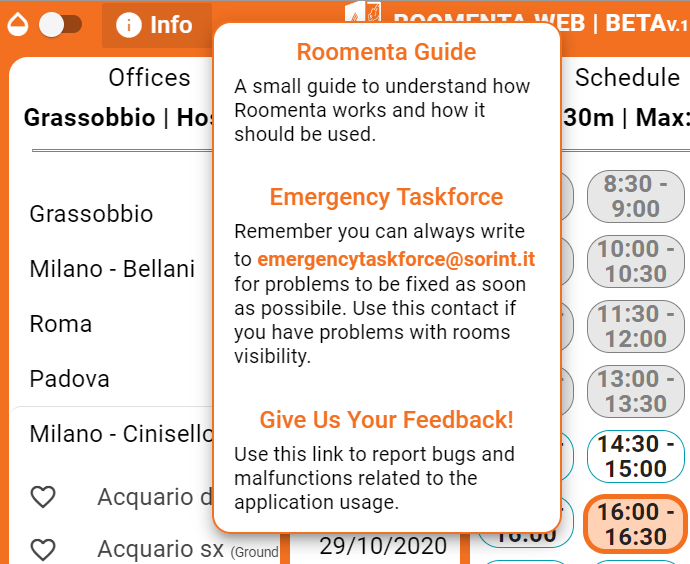 Info
ROOMENTA WEB | BETAV.1
Offices
Grassobbio | Hos
Grassobbio
Milano - Bellani
Roma
Padova
Milano - Cinisello
Acquario d
Acquario sx (Ground
Roomenta Guide
A small guide to understand how
Roomenta works and how it
should be used.
Emergency Taskforce
Remember you can always write
to emergencytaskforce@sorint.it
for problems to be fixed as soon
as possibile. Use this contact if
you have problems with rooms
visibility.
Give Us Your Feedback!
Use this link to report bugs and
malfunctions related to the
application usage.
29/10/2020
Schedule
30m | Max:
8:30 -
9:00
10:00 -
10:30
11:30 -
12:00
13:00 -
13:30
14:30 -
15:00
16:00
16:00 -
16:30